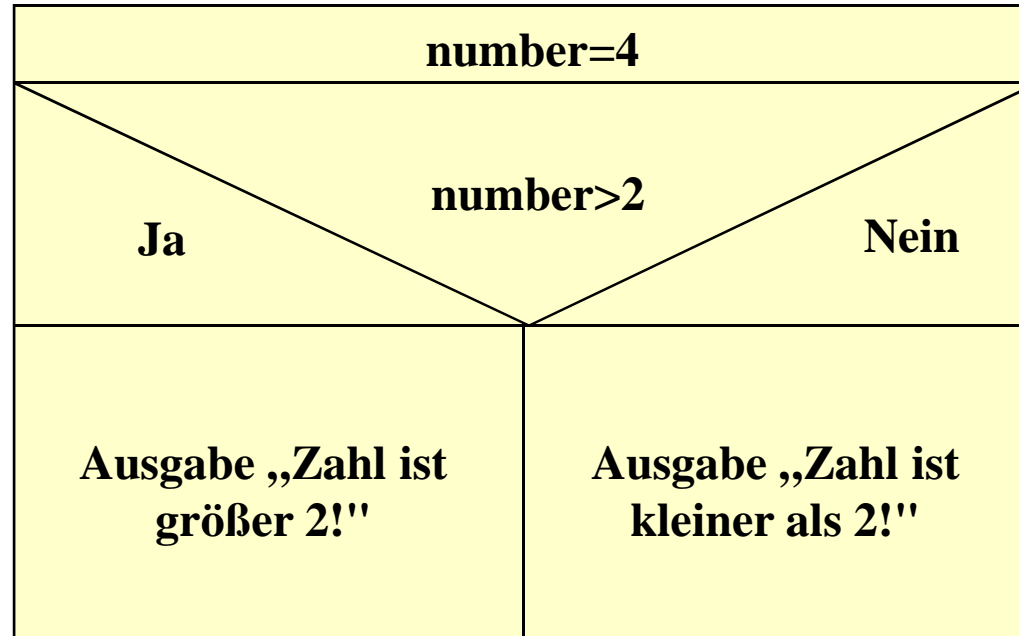 number=4
number>2
Ja
Nein
Ausgabe ,,Zahl ist
größer 2!"
Ausgabe ,,Zahl ist
kleiner als 2!"